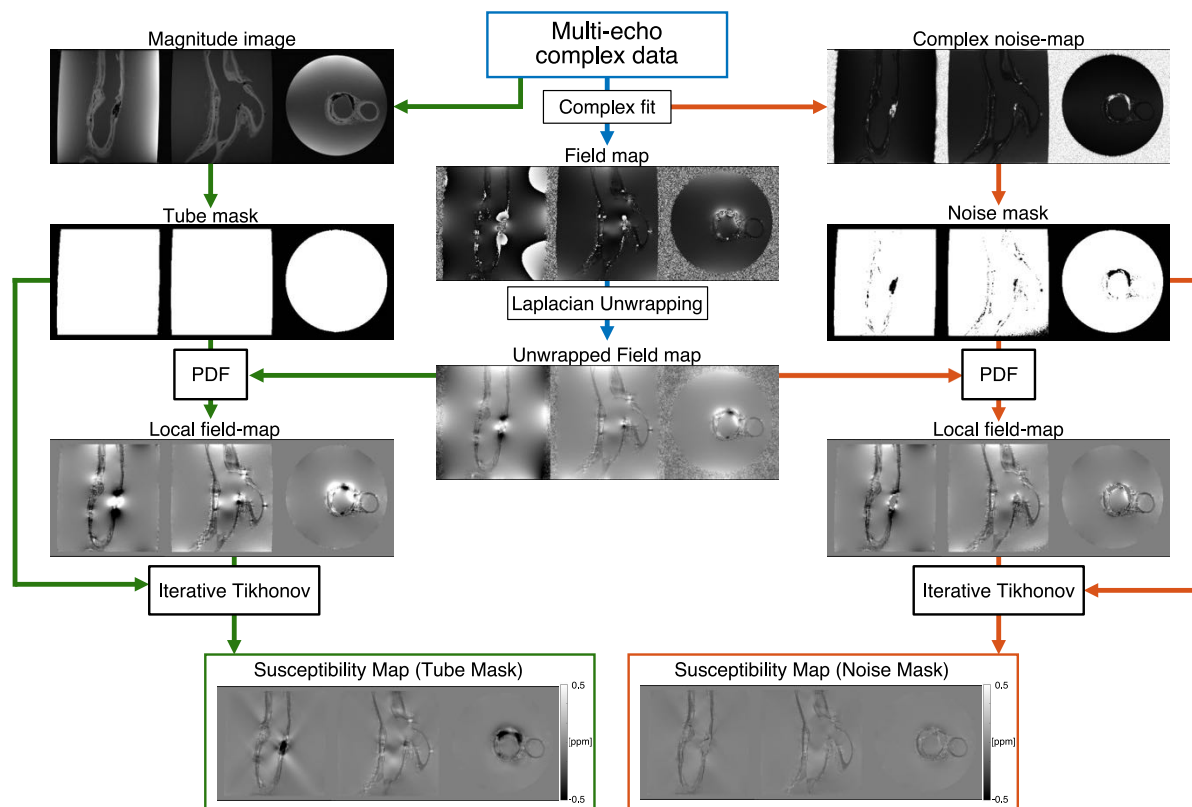 Multi-echo
complex data
Magnitude image
Complex noise-map
Complex fit
Field map
Tube mask
Noise mask
Laplacian Unwrapping
Unwrapped Field map
PDF
PDF
Local field-map
Local field-map
Iterative Tikhonov
Iterative Tikhonov
Susceptibility Map (Tube Mask)
0.5
[ppm]
-0.5
Susceptibility Map (Noise Mask)
0.5
[ppm]
-0.5